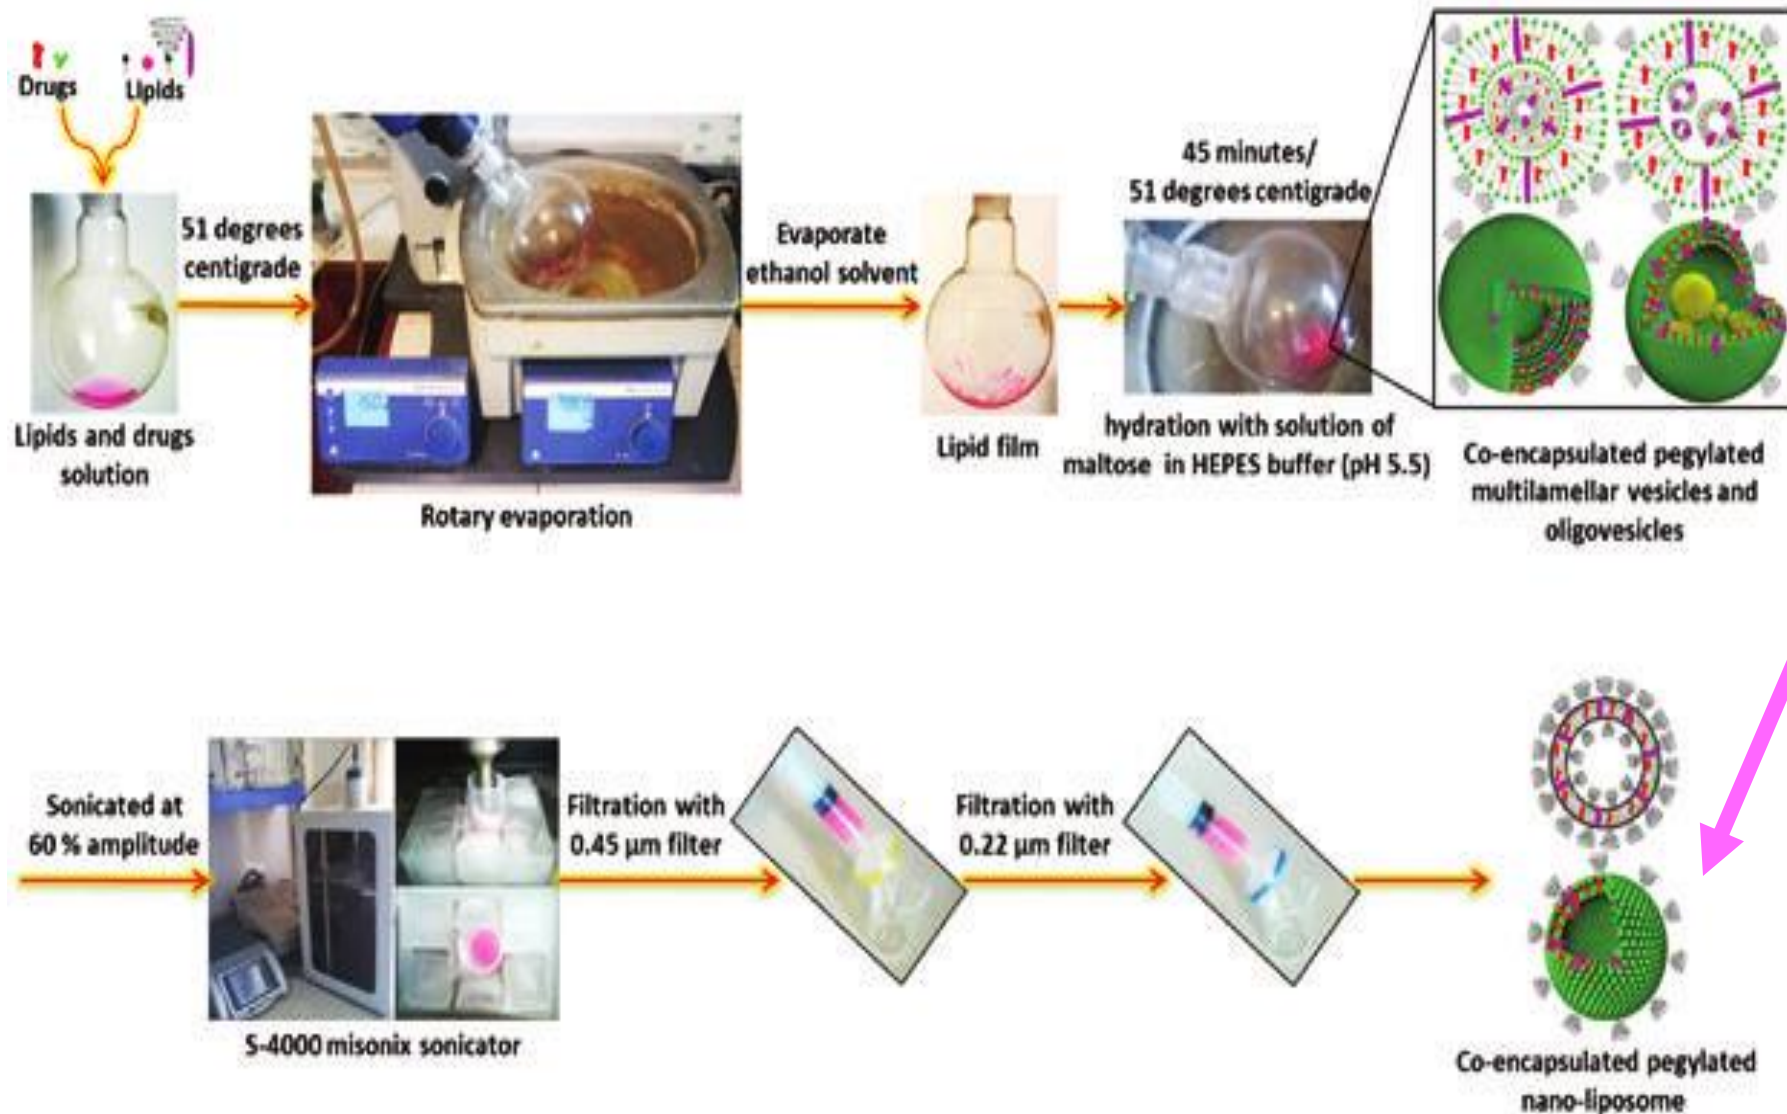 Drugs
Lipids
51 degrees
centigrade
Lipids and drugs
solution
Rotary evaporation
Evaporate
ethanol solvent
Lipid film
45 minutes/
51 degrees centigrade
hydration with solution of
maltose in HEPES buffer (pH 5.5)
Co-encapsulated pegylated
multilamellar vesicles and
oligovesicles
Sonicated at
60 % amplitude
S-4000 misonix sonicator
Filtration with
0.45 µm filter
Filtration with
0.22 µm filter
Co-encapsulated pegylated
nano-liposome